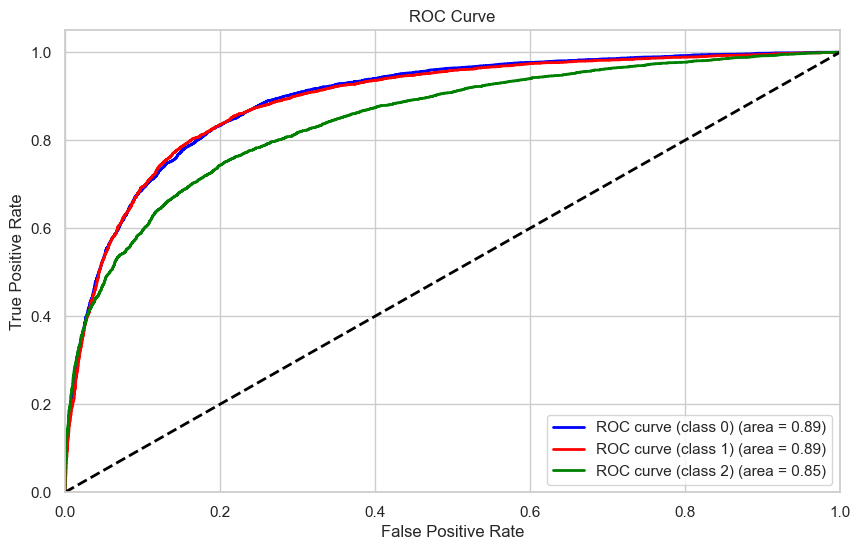 ROC Curve
1.0
0.8
0.6
0.4
0.2
0.0
True Positive Rate
0.0 0.2 0.4 0.6 0.8 1.0
False Positive Rate
ROC curve (class 0) (area = 0.89)
ROC curve (class 1) (area = 0.89)
ROC curve (class 2) (area = 0.85)